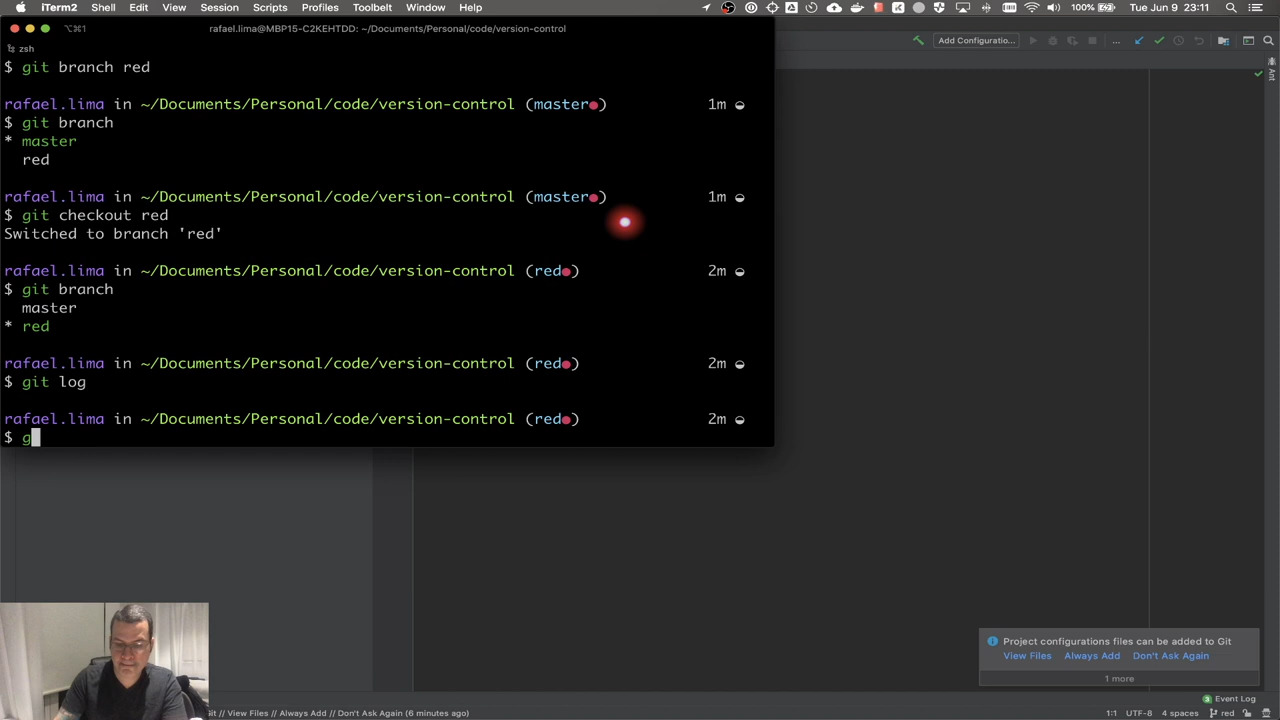 iTerm2 Shell Edit View Session Scripts Profiles Toolbelt Window Help
100% Tue Jun 9 23:11
⌥⌘1 rafael.lima@MBP15-C2KEHTDD: ~/Documents/Personal/code/version-control
zsh
Add Configuratio...
Ant
$ git branch red
rafael.lima in ~/Documents/Personal/code/version-control (master●) 1m
$ git branch
* master
red
rafael.lima in ~/Documents/Personal/code/version-control (master●) 1m
$ git checkout red
Switched to branch 'red'
rafael.lima in ~/Documents/Personal/code/version-control (red●) 2m
$ git branch
master
* red
rafael.lima in ~/Documents/Personal/code/version-control (red●) 2m
$ git log
rafael.lima in ~/Documents/Personal/code/version-control (red●) 2m
$ g
Project configurations files can be added to Git
View Files Always Add Don't Ask Again
1 more
3 Event Log
Git // View Files // Always Add // Don't Ask Again (6 minutes ago)
1:1 UTF-8 4 spaces red